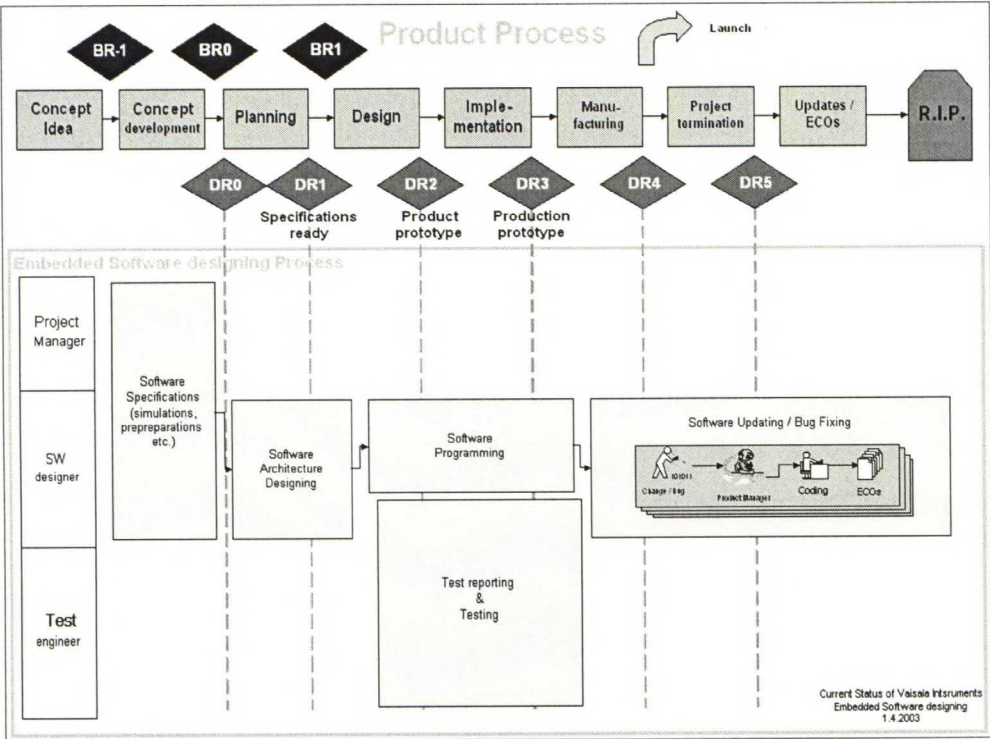 Product Process
Launch
BR-1
BR0
BR1
Concept
Idea
Concept
development
Planning
Design
Imple-
mentation
Manu-
facturing
Project
termination
Updates /
ECOs
R.I.P.
DR0
DR1
DR2
DR3
DR4
DR5
Specifications
ready
Product
prototype
Production
prototype
Embedded Software designing Process
Project
Manager
SW
designer
Test
engineer
Software
Specifications
(simulations,
prepreparations
etc.)
Software
Architecture
Designing
Software
Programming
Test reporting
&
Testing
Software Updating / Bug Fixing
101011
Change / Bug
Product Manager
Coding
ECOs
Current Status of Vaisala Intsruments
Embedded Software designing
1.4.2003